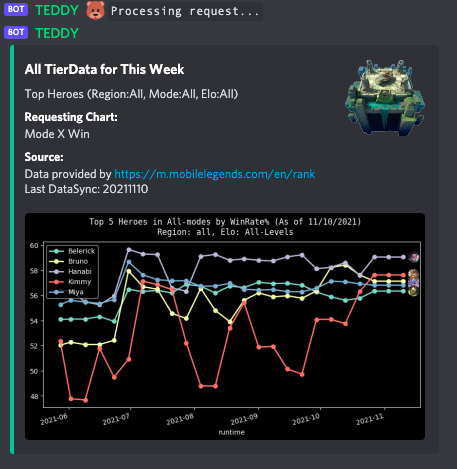 BOT TEDDY Processing request...
BOT TEDDY
All TierData for This Week
Top Heroes (Region:All, Mode:All, Elo:All)
Requesting Chart:
Mode X Win
Source:
Data provided by https://m.mobilelegends.com/en/rank
Last DataSync: 20211110
Top 5 Heroes in All-modes by WinRate% (As of 11/10/2021)
Region: all, Elo: All-Levels
60
58
56
54
52
50
48
Belerick
Bruno
Hanabi
Kimmy
Miya
2021-06 2021-07 2021-08 2021-09 2021-10 2021-11
runtime